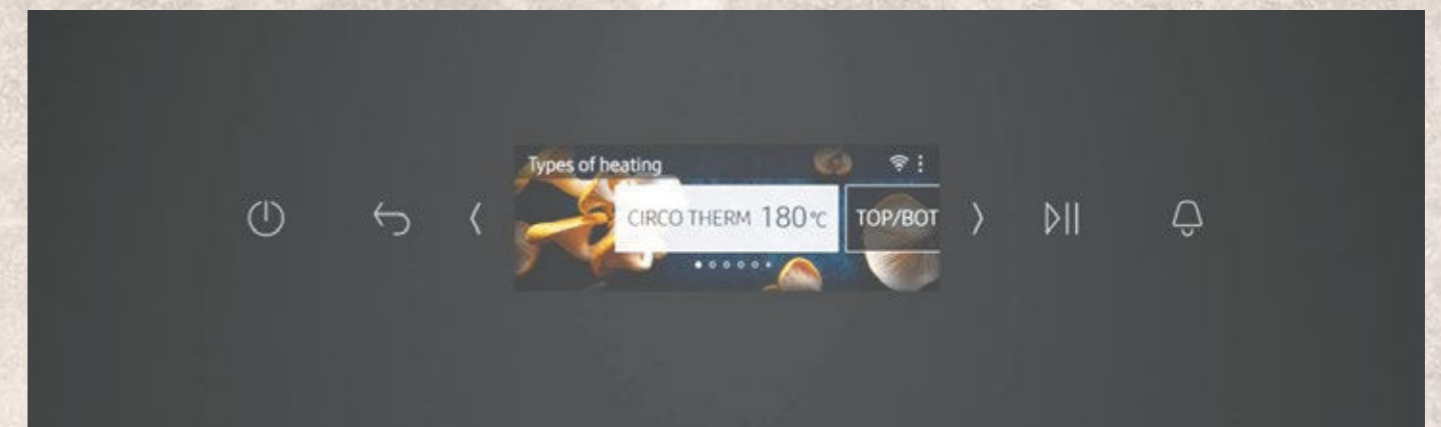 Types of heating
CIRCO THERM 180°C
TOP/BOT